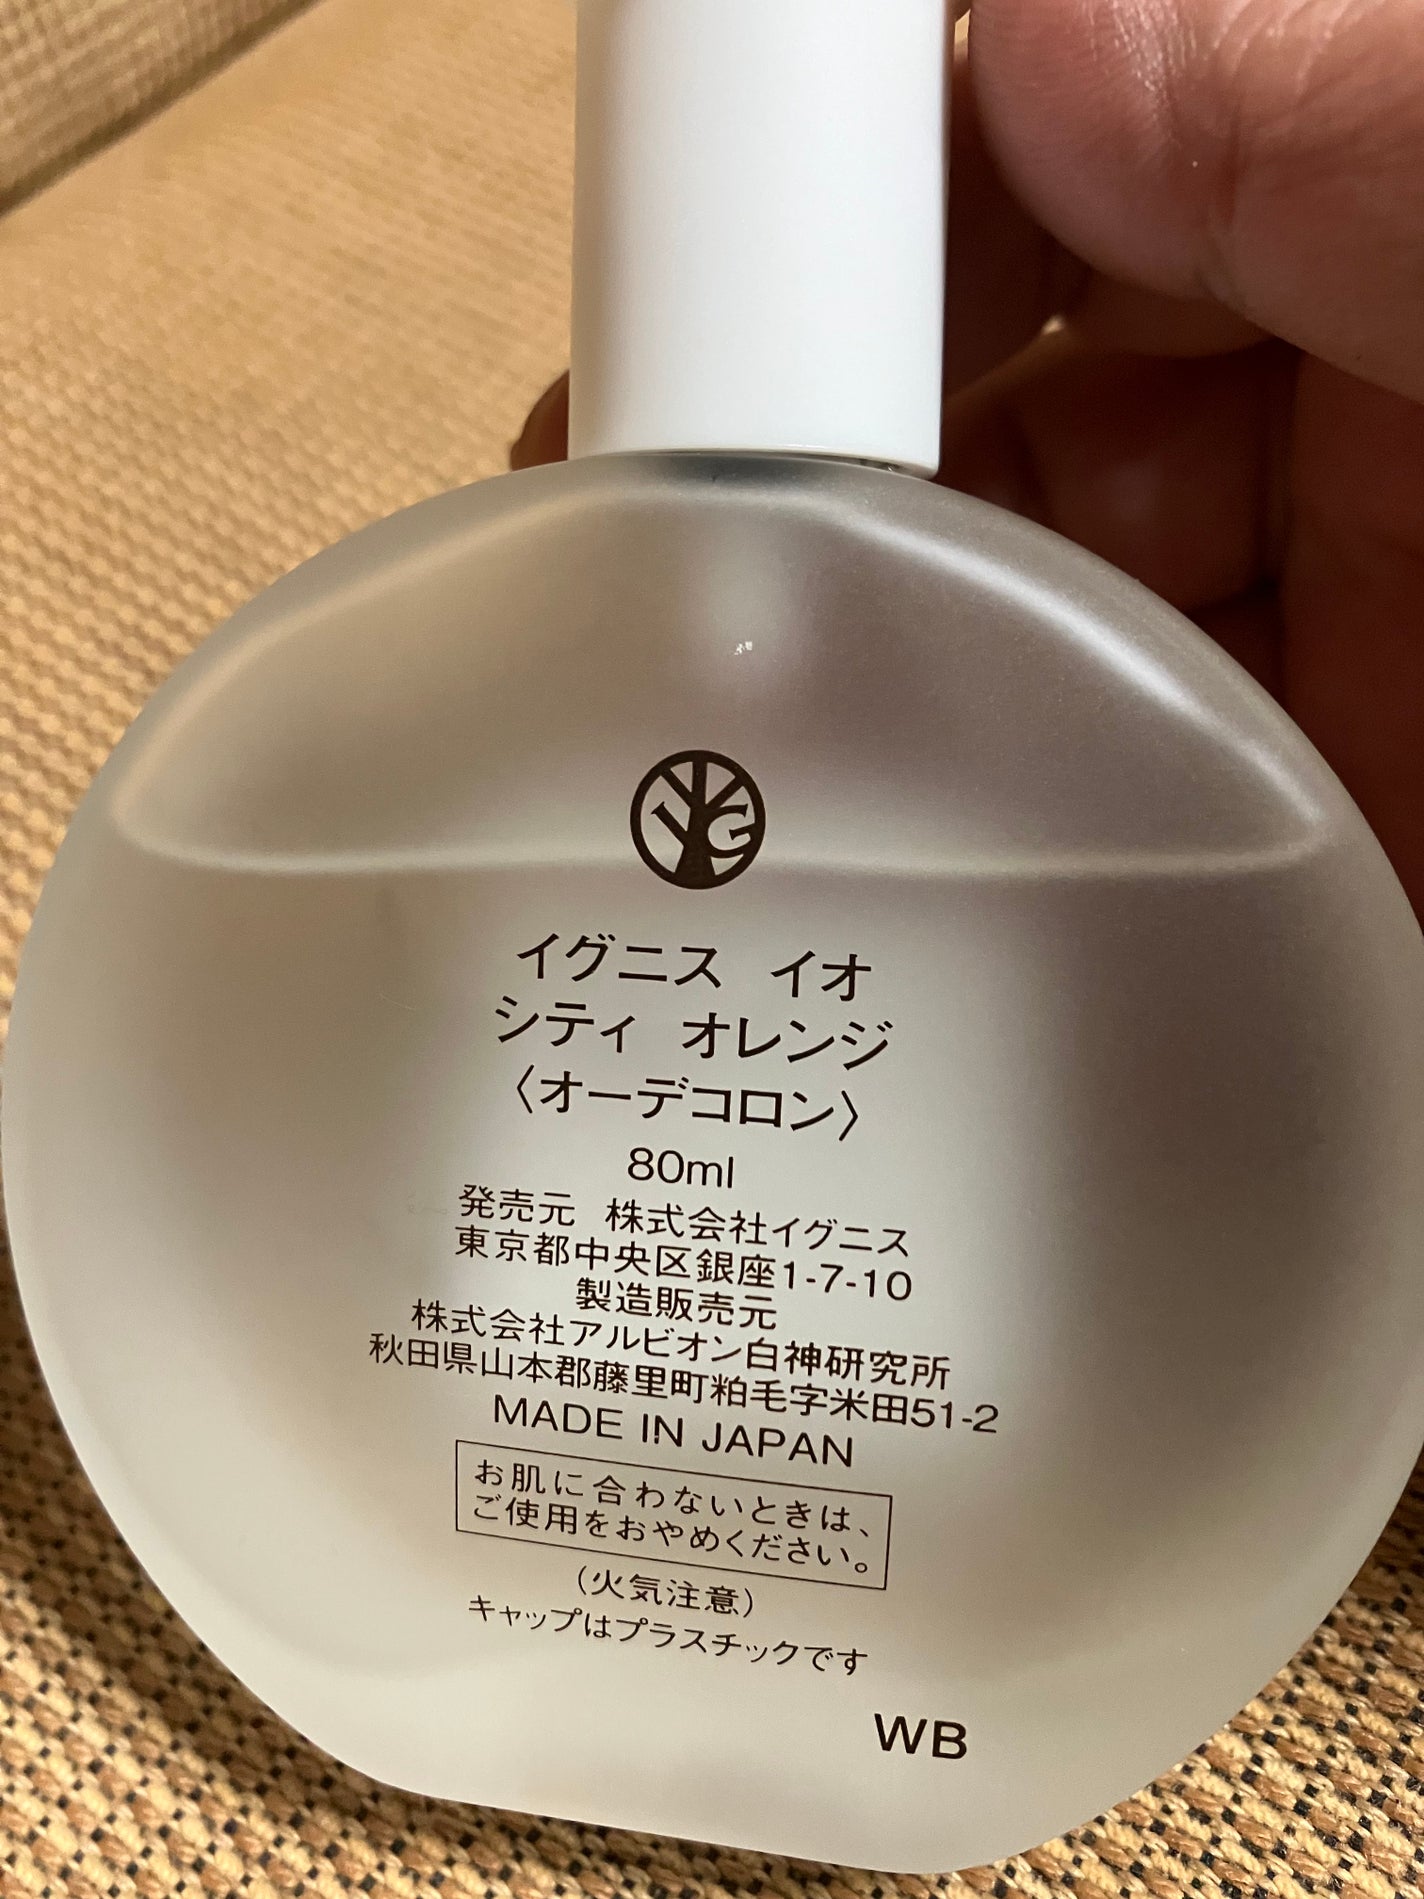 IG
イグニス イオ
シティ オレンジ
〈オーデコロン〉
80ml
発売元 株式会社イグニス
東京都中央区銀座1-7-10
製造販売元
株式会社アルビオン白神研究所
秋田県山本郡藤里町粕毛字米田51-2
MADE IN JAPAN
お肌に合わないときは、
ご使用をおやめください。
(火気注意)
キャップはプラスチックです
WB